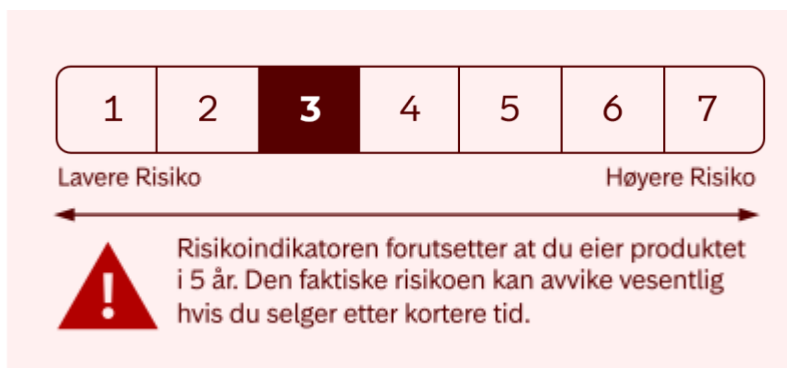 1 2 3 4 5 6 7
Lavere Risiko Høyere Risiko
Risikoindikatoren forutsetter at du eier produktet
i 5 år. Den faktiske risikoen kan avvike vesentlig
hvis du selger etter kortere tid.